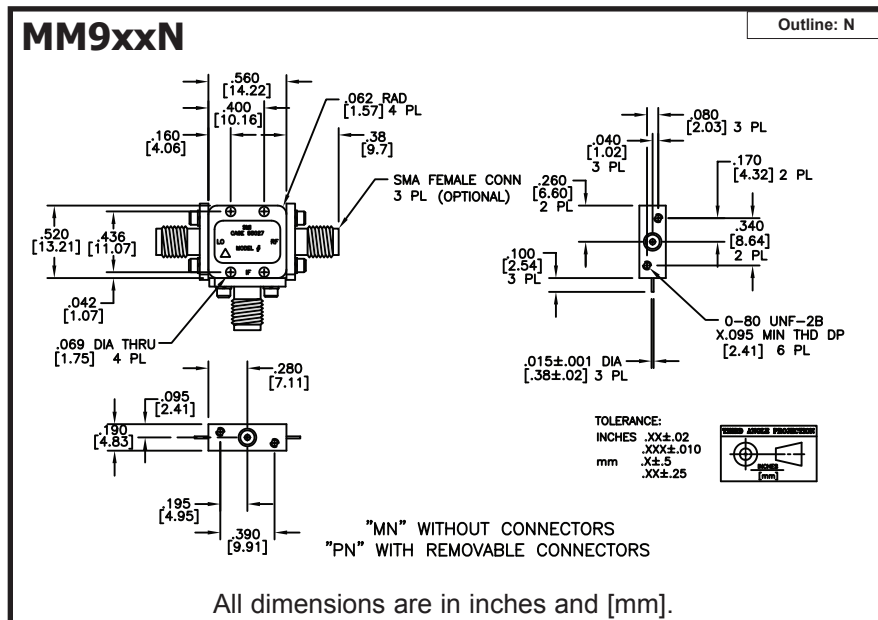 MM9xxN
Outline: N
.560
[14.22]
.400
[10.16]
.160
[4.06]
.062 RAD
[1.57] 4 PL
.38
[9.7]
SMA FEMALE CONN
3 PL (OPTIONAL)
.520
[13.21]
.436
[11.07]
CASE
LO
RF
MODEL
IF
.042
[1.07]
.069 DIA THRU
[1.75] 4 PL
.080
[2.03] 3 PL
.040
[1.02]
3 PL
.170
[4.32] 2 PL
.260
[6.60]
2 PL
.340
[8.64]
2 PL
.100
[2.54]
3 PL
0-80 UNF-2B
X.095 MIN THD DP
[2.41] 6 PL
.015±.001 DIA
[.38±.02] 3 PL
.280
[7.11]
.095
[2.41]
.190
[4.83]
.195
[4.95]
.390
[9.91]
TOLERANCE:
INCHES .XX±.02
.XXX±.010
mm .X±.5
.XX±.25
THIRD ANGLE PROJECTION
INCHES
[mm]
"MN" WITHOUT CONNECTORS
"PN" WITH REMOVABLE CONNECTORS
All dimensions are in inches and [mm].